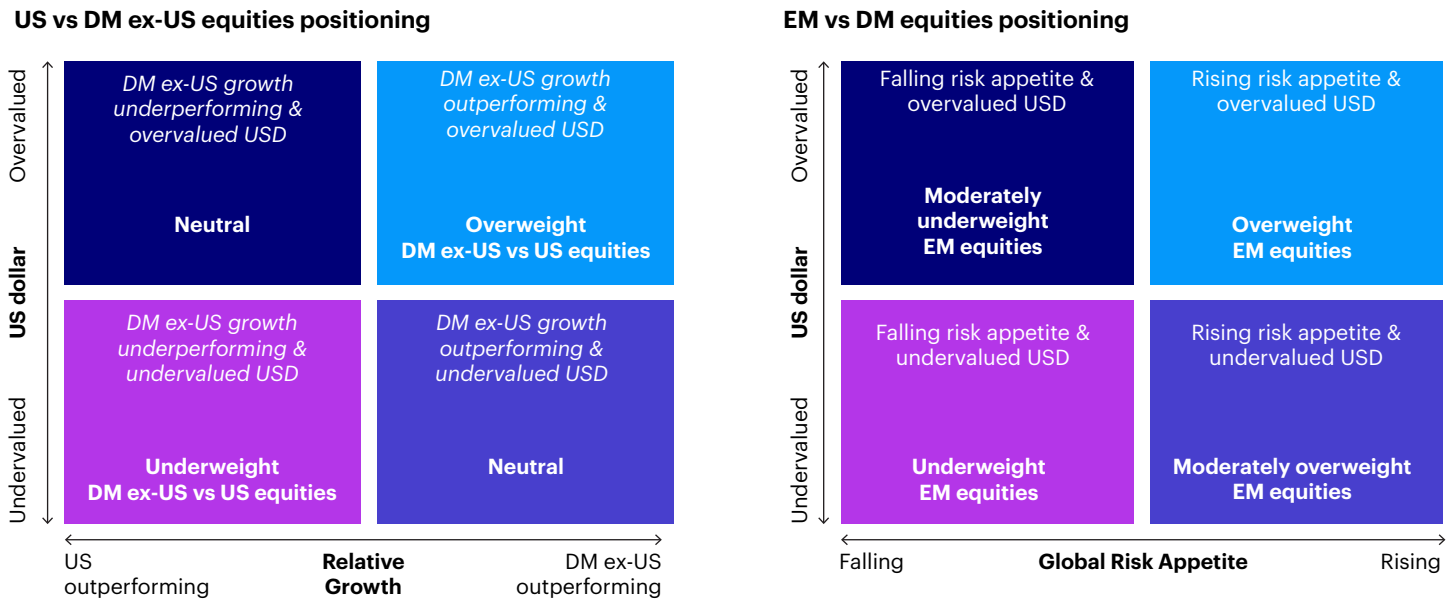 US vs DM ex-US equities positioning
Overvalued
US dollar
Undervalued
DM ex-US growth
underperforming &
overvalued USD
Neutral
DM ex-US growth
outperforming &
overvalued USD
Overweight
DM ex-US vs US equities
DM ex-US growth
underperforming &
undervalued USD
Underweight
DM ex-US vs US equities
DM ex-US growth
outperforming &
undervalued USD
Neutral
US
outperforming
Relative
Growth
DM ex-US
outperforming
EM vs DM equities positioning
Overvalued
US dollar
Undervalued
Falling risk appetite &
overvalued USD
Moderately
underweight
EM equities
Rising risk appetite &
overvalued USD
Overweight
EM equities
Falling risk appetite &
undervalued USD
Underweight
EM equities
Rising risk appetite &
undervalued USD
Moderately overweight
EM equities
Falling
Global Risk Appetite
Rising